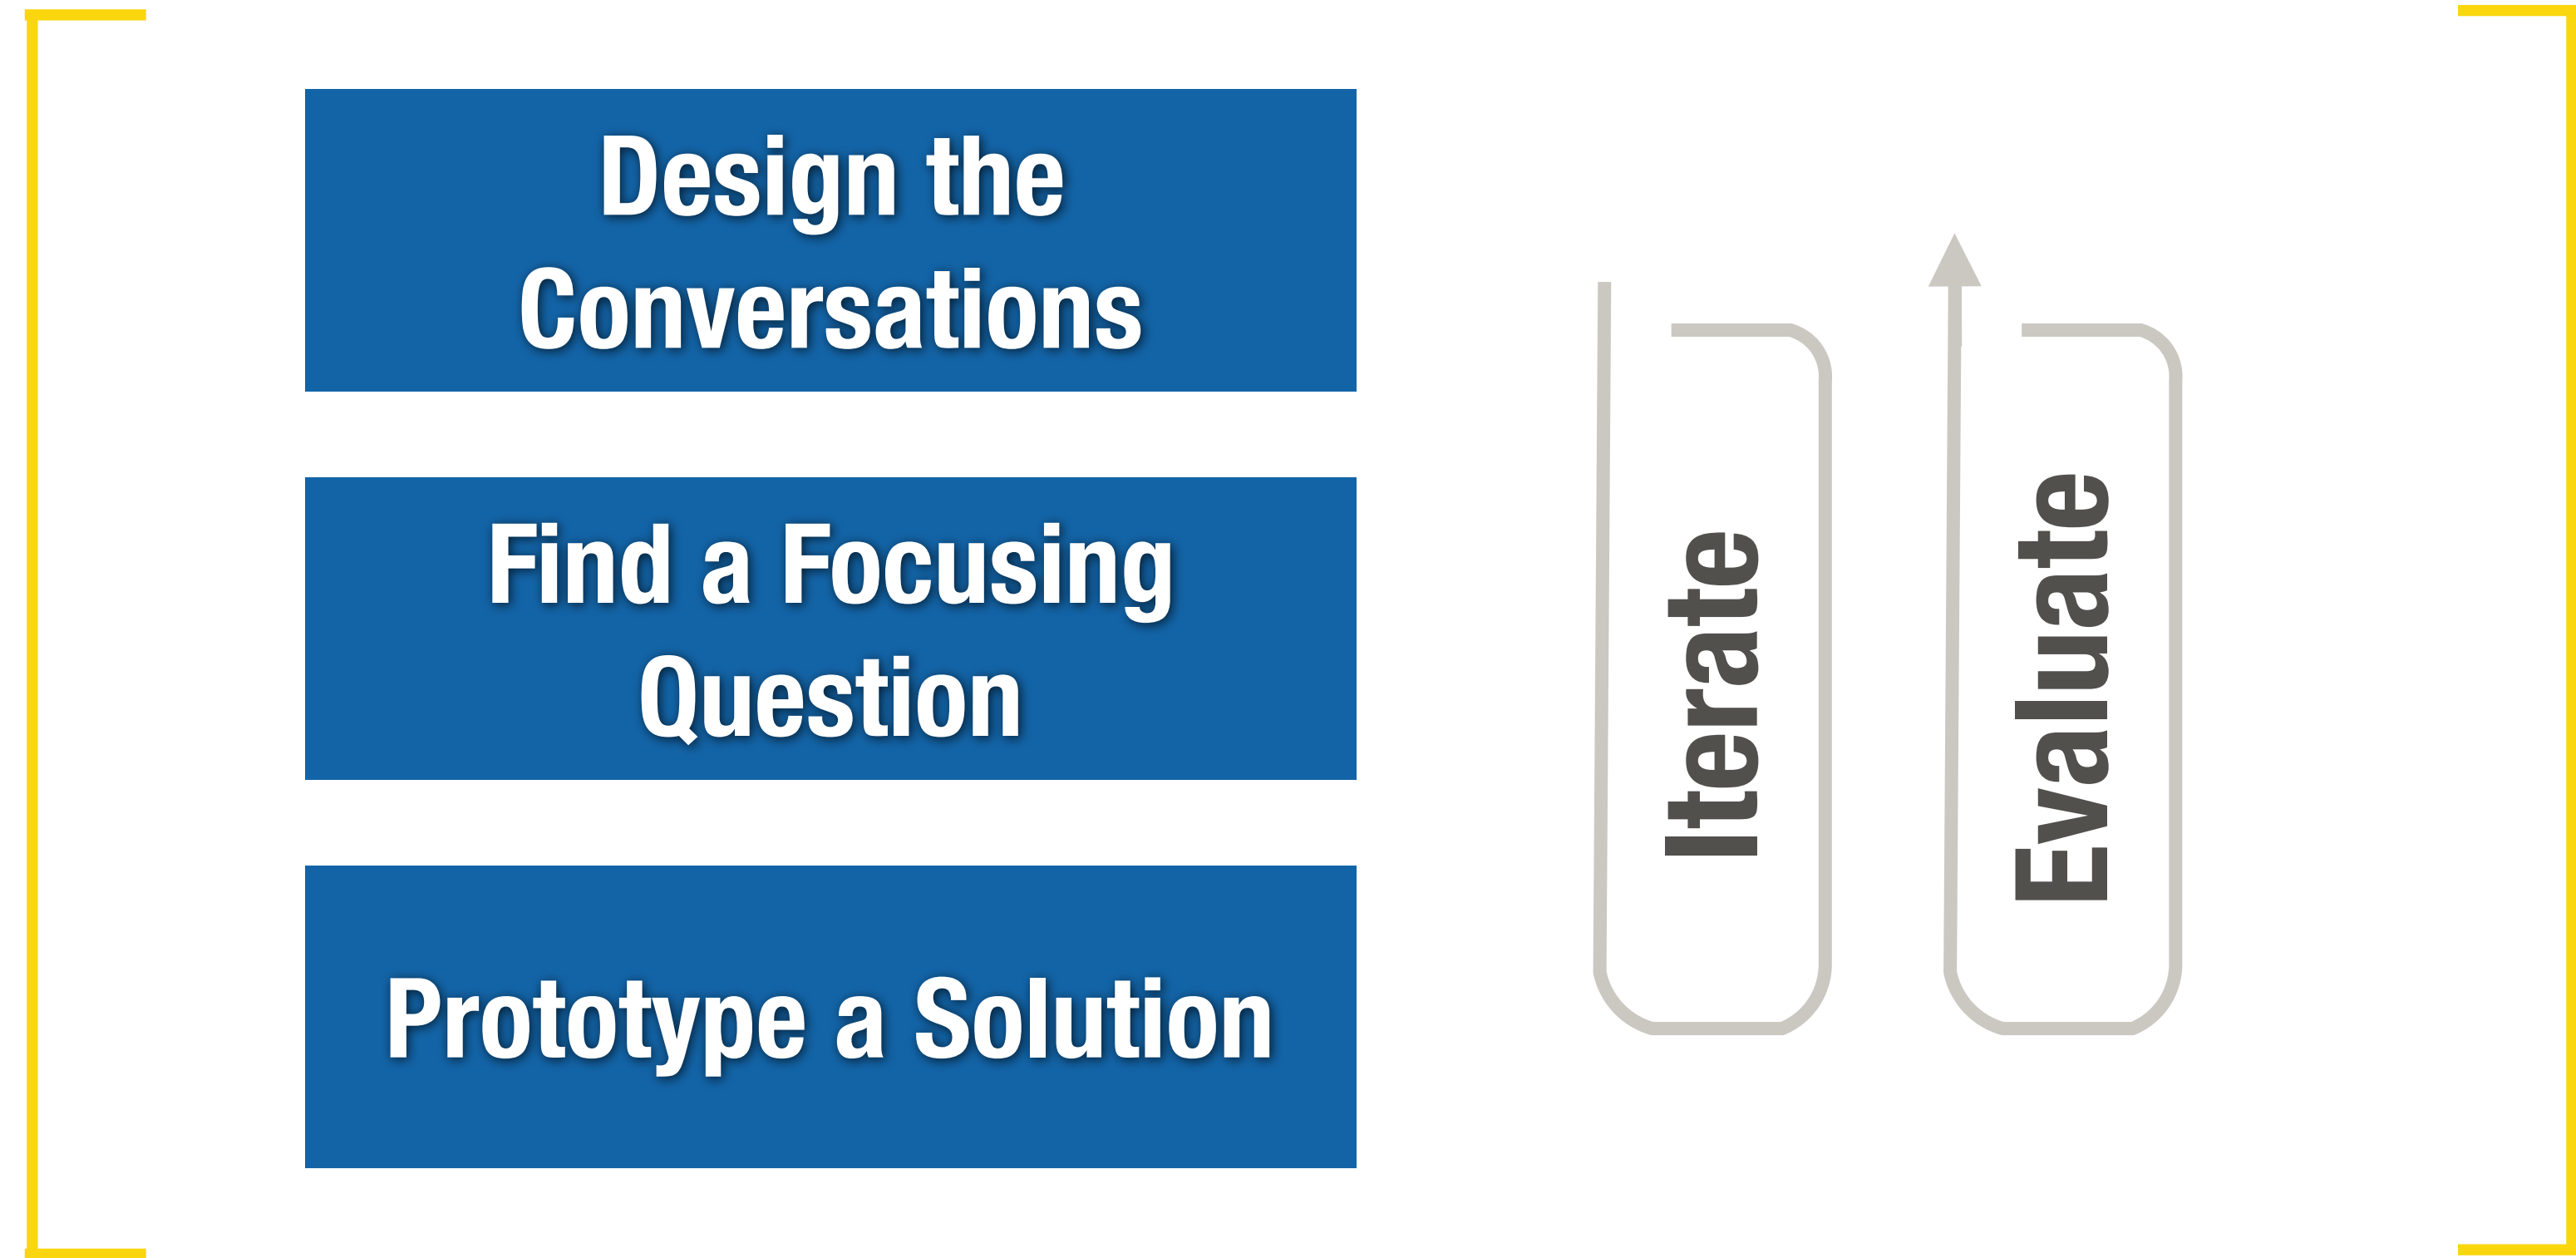 Design the
Conversations
Find a Focusing
Question
Prototype a Solution
Iterate
Evaluate